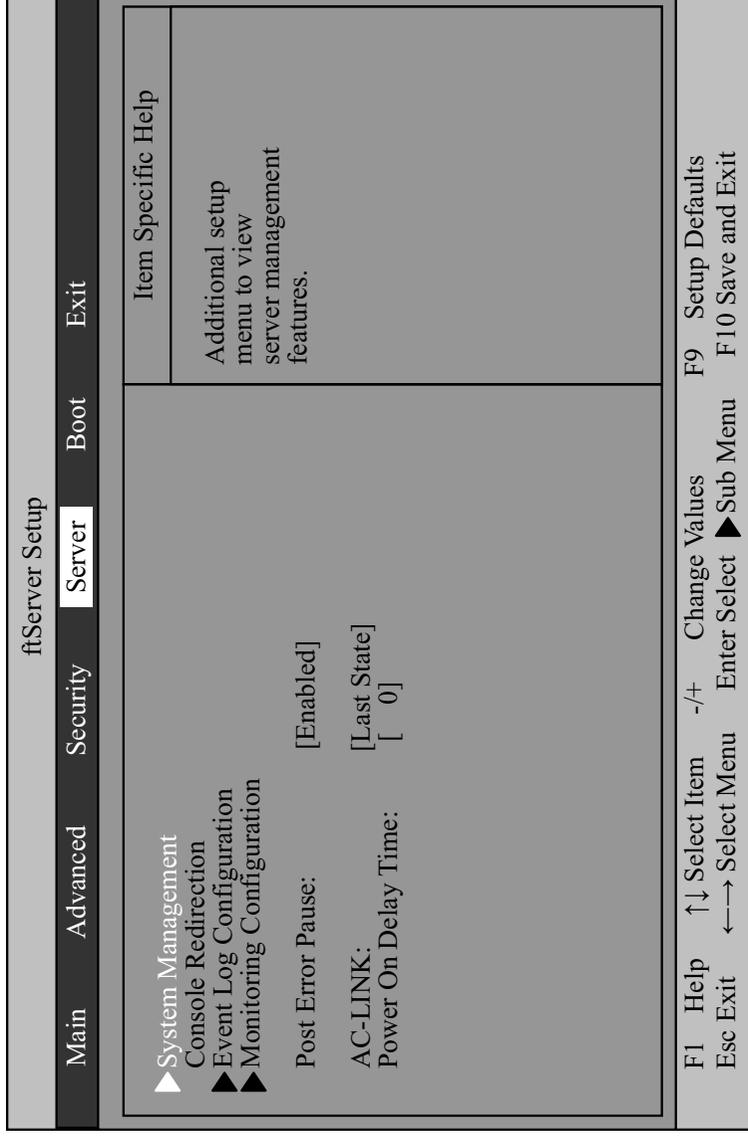 ftServer Setup
Main Advanced Security Server Boot Exit
Item Specific Help
▶System Management
Console Redirection
▶Event Log Configuration
▶Monitoring Configuration
Post Error Pause: [Enabled]
AC-LINK: [Last State]
Power On Delay Time: [ 0]
Additional setup
menu to view
server management
features.
F1 Help ↑↓ Select Item -/+ Change Values F9 Setup Defaults
Esc Exit ←→ Select Menu Enter Select ▶Sub Menu F10 Save and Exit